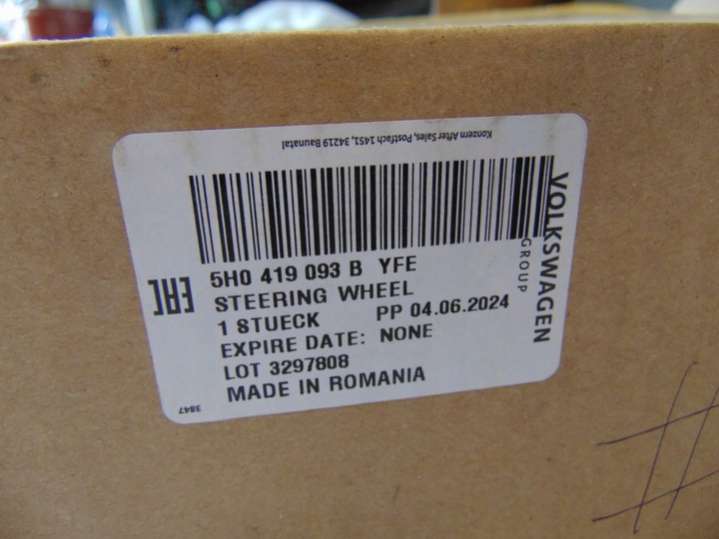 Konzern After Sales, Postfach 1451, 34219 Baunatal
VOLKSWAGEN
GROUP
EAC
5H0 419 093 B YFE
STEERING WHEEL
1 STUECK PP 04.06.2024
EXPIRE DATE: NONE
LOT 3297808
MADE IN ROMANIA
3847